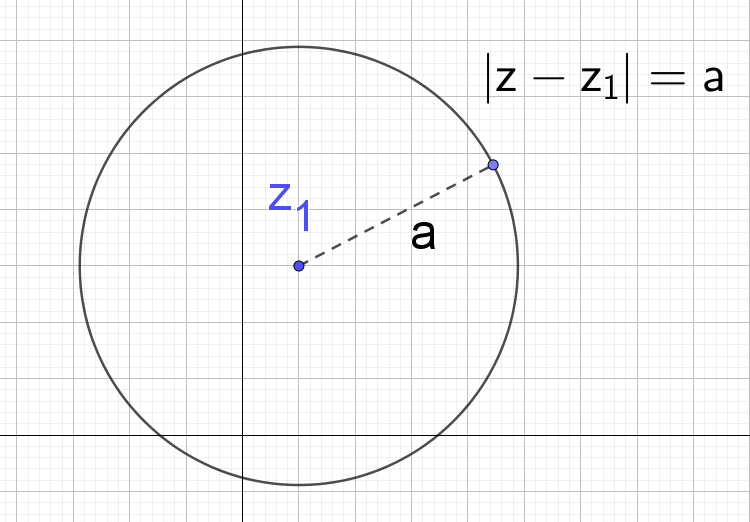 |z − z₁| = a
z₁
a